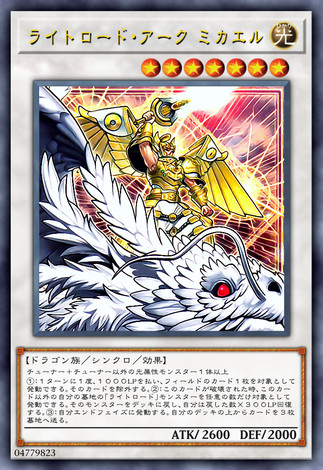 ライトロード・アーク ミカエル
光
【ドラゴン族／シンクロ／効果】
チューナー＋チューナー以外の光属性モンスター１体以上
①：１ターンに１度、１０００LPを払い、フィールドのカード１枚を対象として
発動できる。そのカードを除外する。②：このカードが破壊された時、このカー
ド以外の自分の墓地の「ライトロード」モンスターを任意の数だけ対象として発
動できる。そのモンスターをデッキに戻し、自分は戻した数×３００LP回復
する。③：自分エンドフェイズに発動する。自分のデッキの上からカードを３枚
墓地へ送る。
ATK/ 2600 DEF/ 2000
04779823